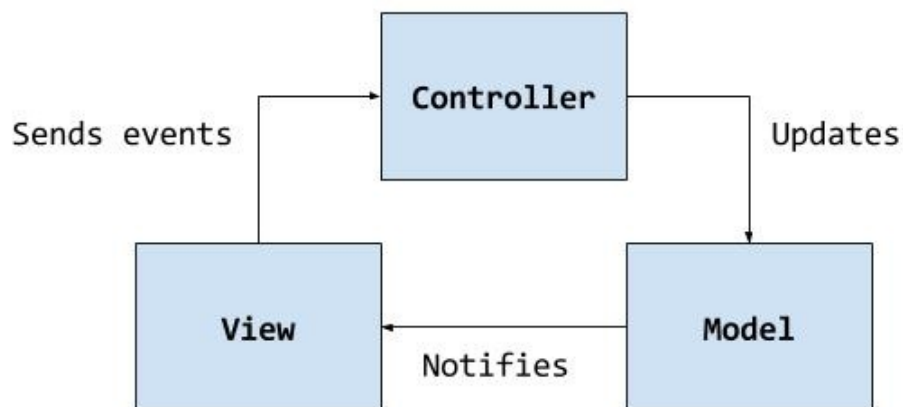 Controller
Sends events
Updates
View
Model
Notifies